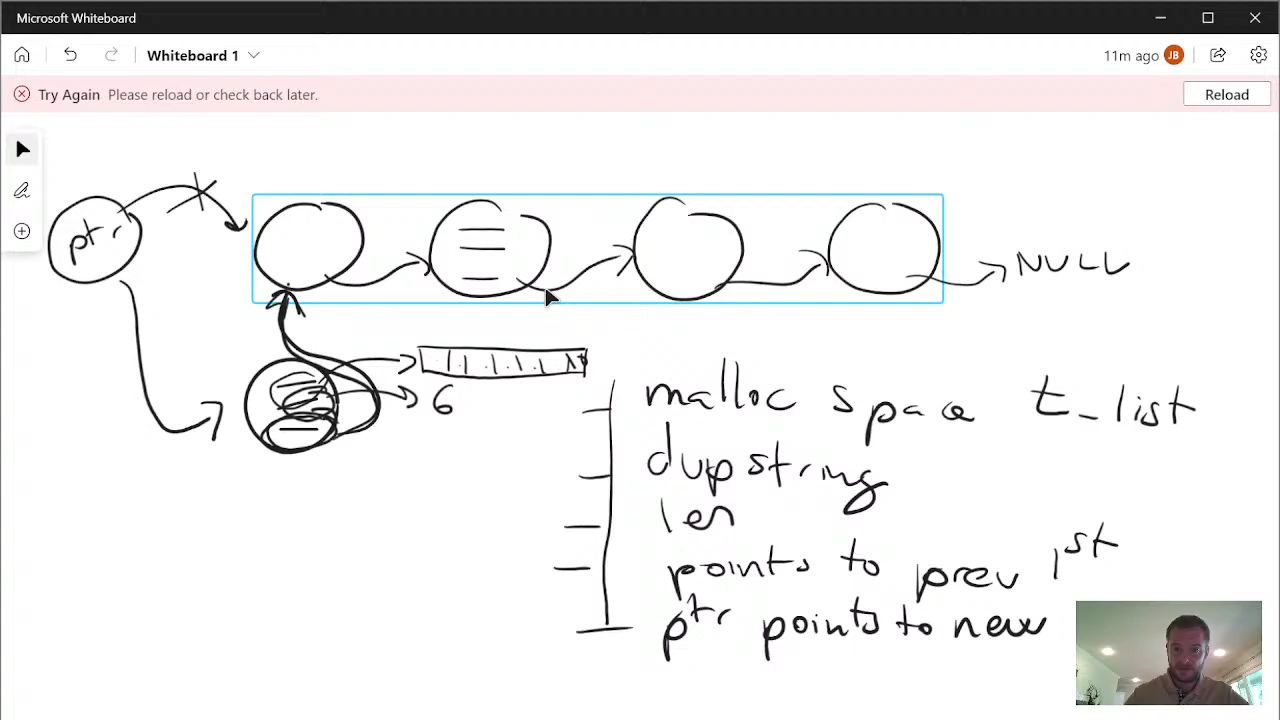 Microsoft Whiteboard
Whiteboard 1
11m ago JB
Try Again Please reload or check back later.
Reload
ptr
NULL
6
malloc space t_list
dupstring
len
points to prev 1st
ptr points to new